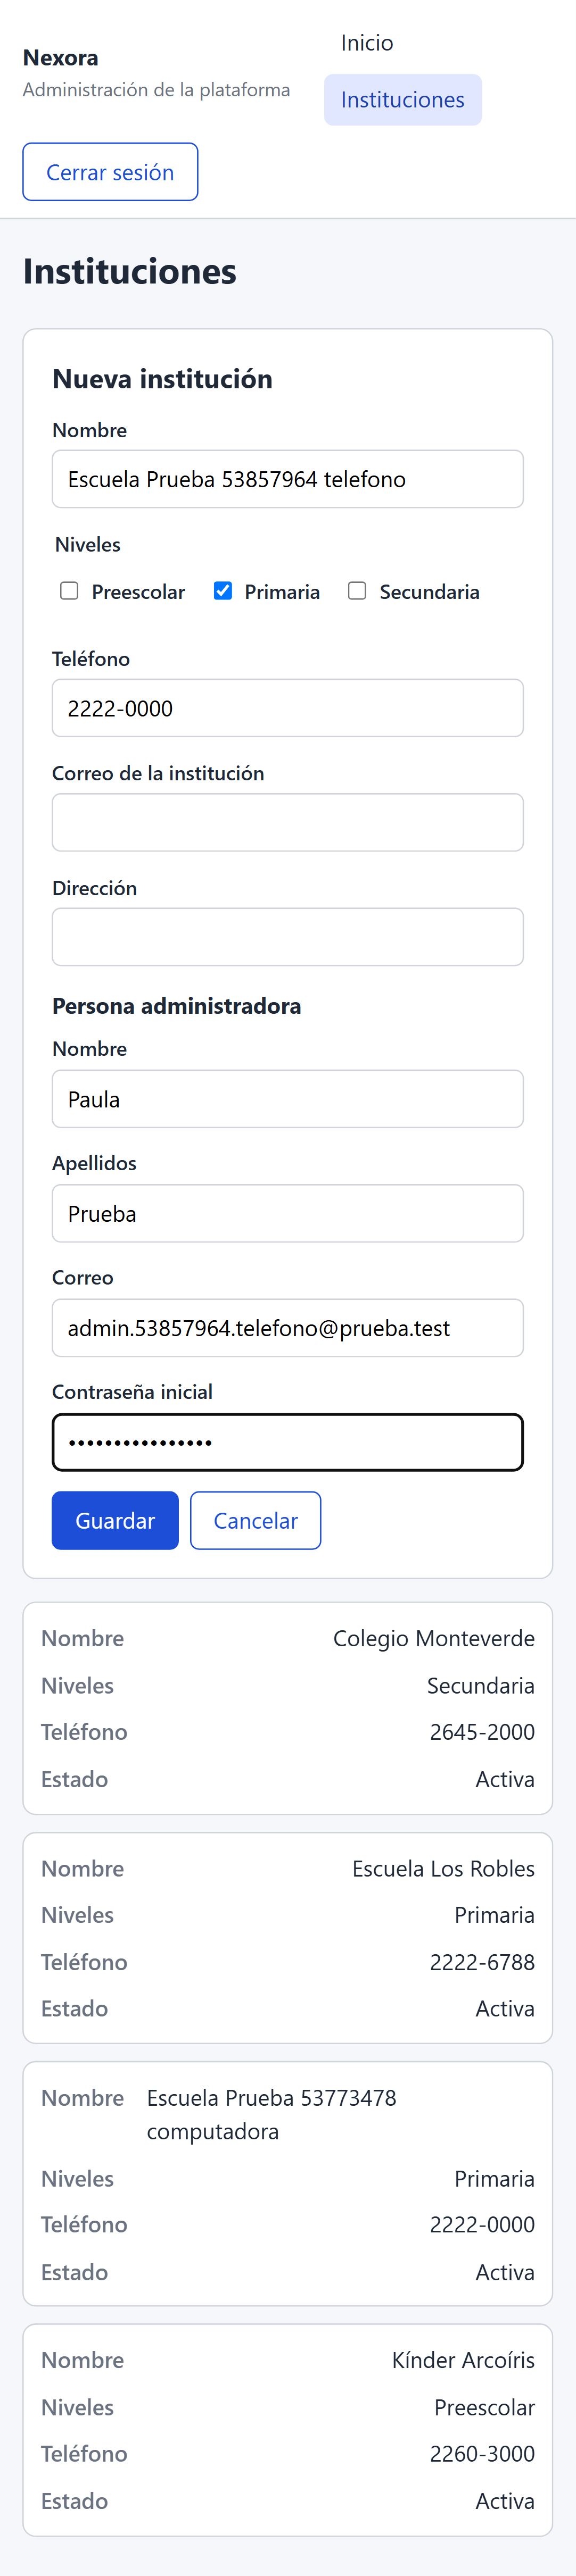 Nexora
Administración de la plataforma
Inicio
Instituciones
Cerrar sesión
Instituciones
Nueva institución
Nombre
Escuela Prueba 53857964 telefono
Niveles
Preescolar Primaria Secundaria
Teléfono
2222-0000
Correo de la institución
Dirección
Persona administradora
Nombre
Paula
Apellidos
Prueba
Correo
admin.53857964.telefono@prueba.test
Contraseña inicial
••••••••••••••••
Guardar Cancelar
Nombre Colegio Monteverde
Niveles Secundaria
Teléfono 2645-2000
Estado Activa
Nombre Escuela Los Robles
Niveles Primaria
Teléfono 2222-6788
Estado Activa
Nombre Escuela Prueba 53773478
computadora
Niveles Primaria
Teléfono 2222-0000
Estado Activa
Nombre Kínder Arcoíris
Niveles Preescolar
Teléfono 2260-3000
Estado Activa